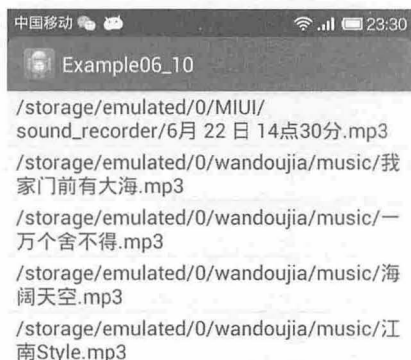 中国移动 23:30
Example06_10
/storage/emulated/0/MIUI/
sound_recorder/6月 22 日 14点30分.mp3
/storage/emulated/0/wandoujia/music/我
家门前有大海.mp3
/storage/emulated/0/wandoujia/music/一
万个舍不得.mp3
/storage/emulated/0/wandoujia/music/海
阔天空.mp3
/storage/emulated/0/wandoujia/music/江
南Style.mp3